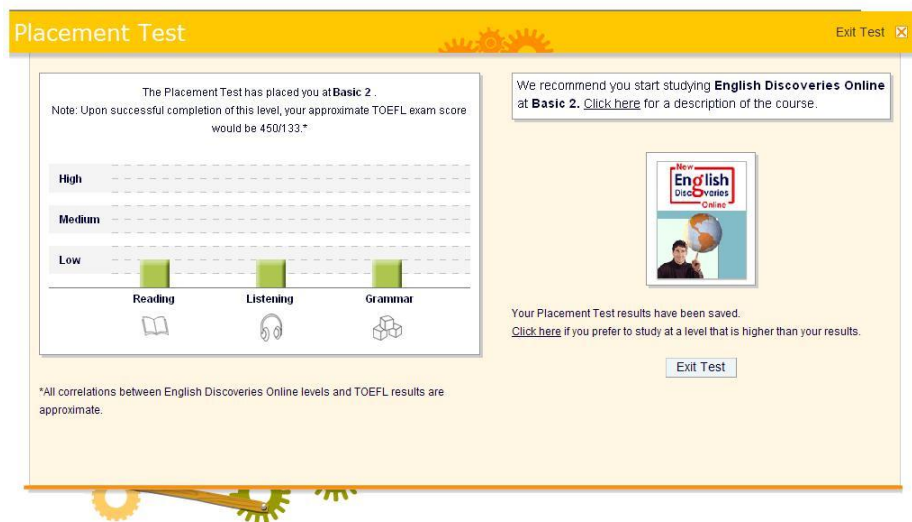 Placement Test
Exit Test
The Placement Test has placed you at Basic 2 .
Note: Upon successful completion of this level, your approximate TOEFL exam score
would be 450/133.*
High
Medium
Low
Reading
Listening
Grammar
*All correlations between English Discoveries Online levels and TOEFL results are
approximate.
We recommend you start studying English Discoveries Online
at Basic 2. Click here for a description of the course.
New
English
Discoveries
Online
Your Placement Test results have been saved.
Click here if you prefer to study at a level that is higher than your results.
Exit Test